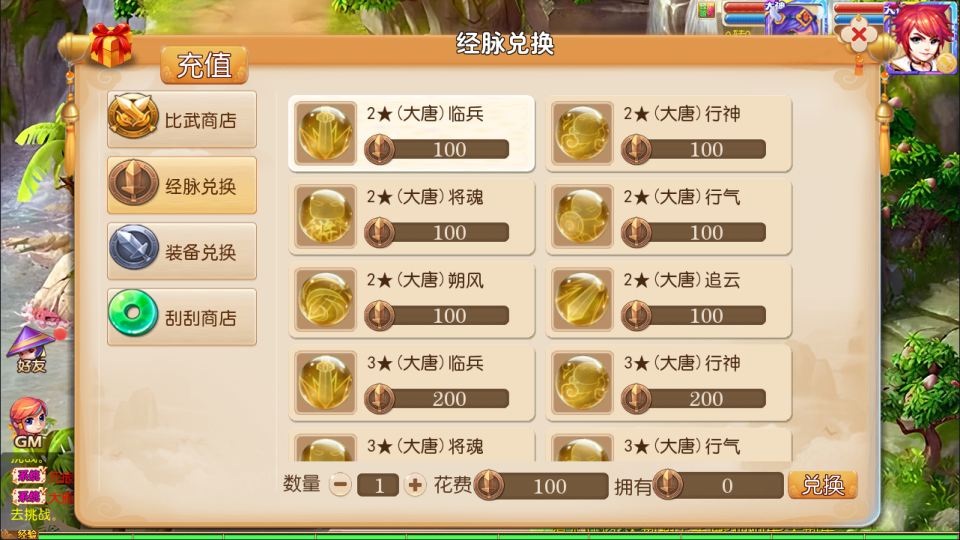 经脉兑换
充值
比武商店
经脉兑换
装备兑换
刮刮商店
2★(大唐)临兵
100
2★(大唐)行神
100
2★(大唐)将魂
100
2★(大唐)行气
100
2★(大唐)朔风
100
2★(大唐)追云
100
3★(大唐)临兵
200
3★(大唐)行神
200
3★(大唐)将魂
3★(大唐)行气
数量 1 花费 100 拥有 0 兑换
好友
GM
系统
系统
去挑战。
经验